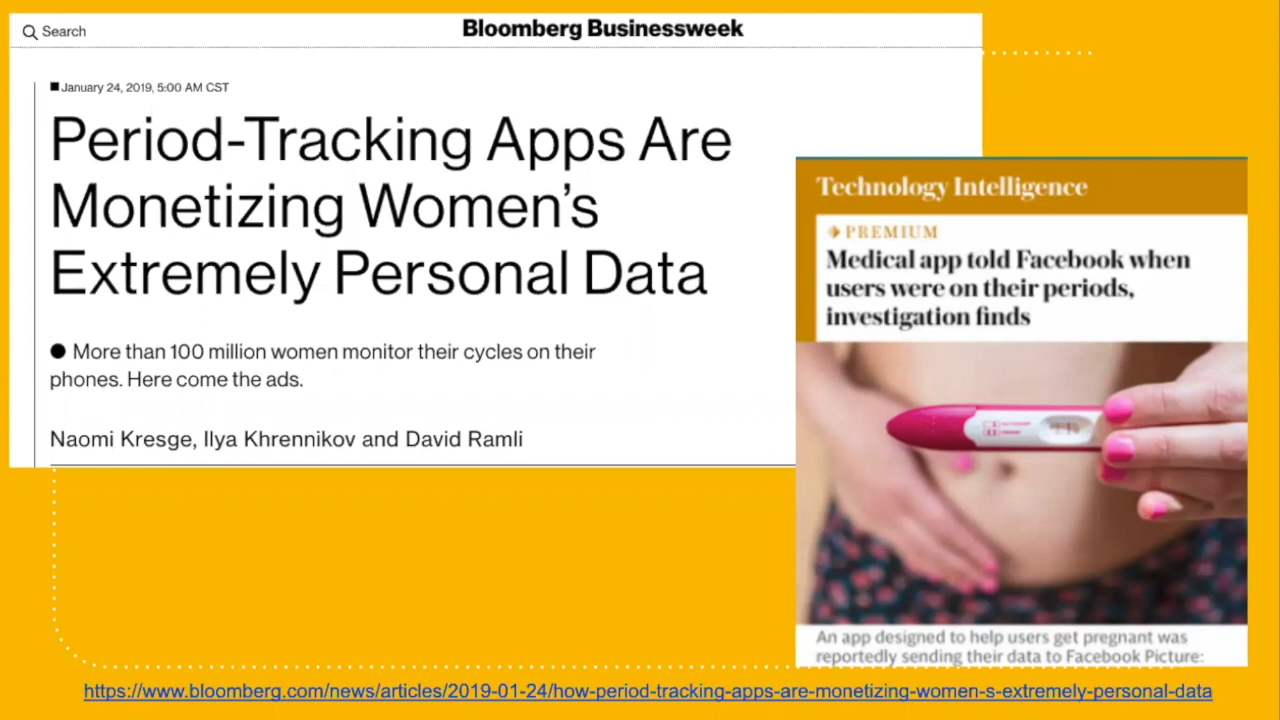 Search
Bloomberg Businessweek
January 24, 2019, 5:00 AM CST
Period-Tracking Apps Are
Monetizing Women’s
Extremely Personal Data
More than 100 million women monitor their cycles on their
phones. Here come the ads.
Naomi Kresge, Ilya Khrennikov and David Ramli
Technology Intelligence
PREMIUM
Medical app told Facebook when
users were on their periods,
investigation finds
An app designed to help users get pregnant was
reportedly sending their data to Facebook Picture:
https://www.bloomberg.com/news/articles/2019-01-24/how-period-tracking-apps-are-monetizing-women-s-extremely-personal-data